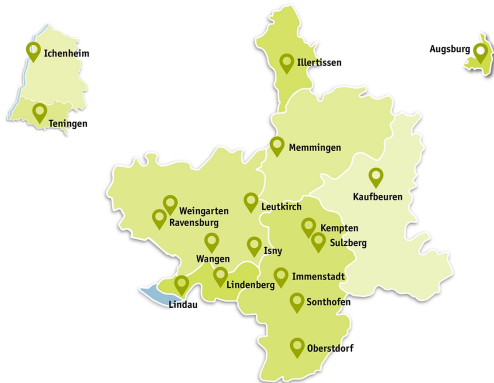 Augsburg
Ichenheim
Illertissen
Teningen
Memmingen
Kaufbeuren
Leutkirch
Weingarten
Ravensburg
Kempten
Sulzberg
Isny
Wangen
Immenstadt
Lindenberg
Lindau
Sonthofen
Oberstdorf